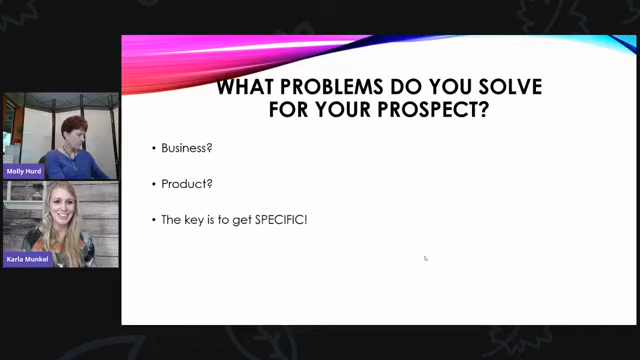 WHAT PROBLEMS DO YOU SOLVE
FOR YOUR PROSPECT?
• Business?
• Product?
• The key is to get SPECIFIC!
Molly Hurd
Karla Munkel